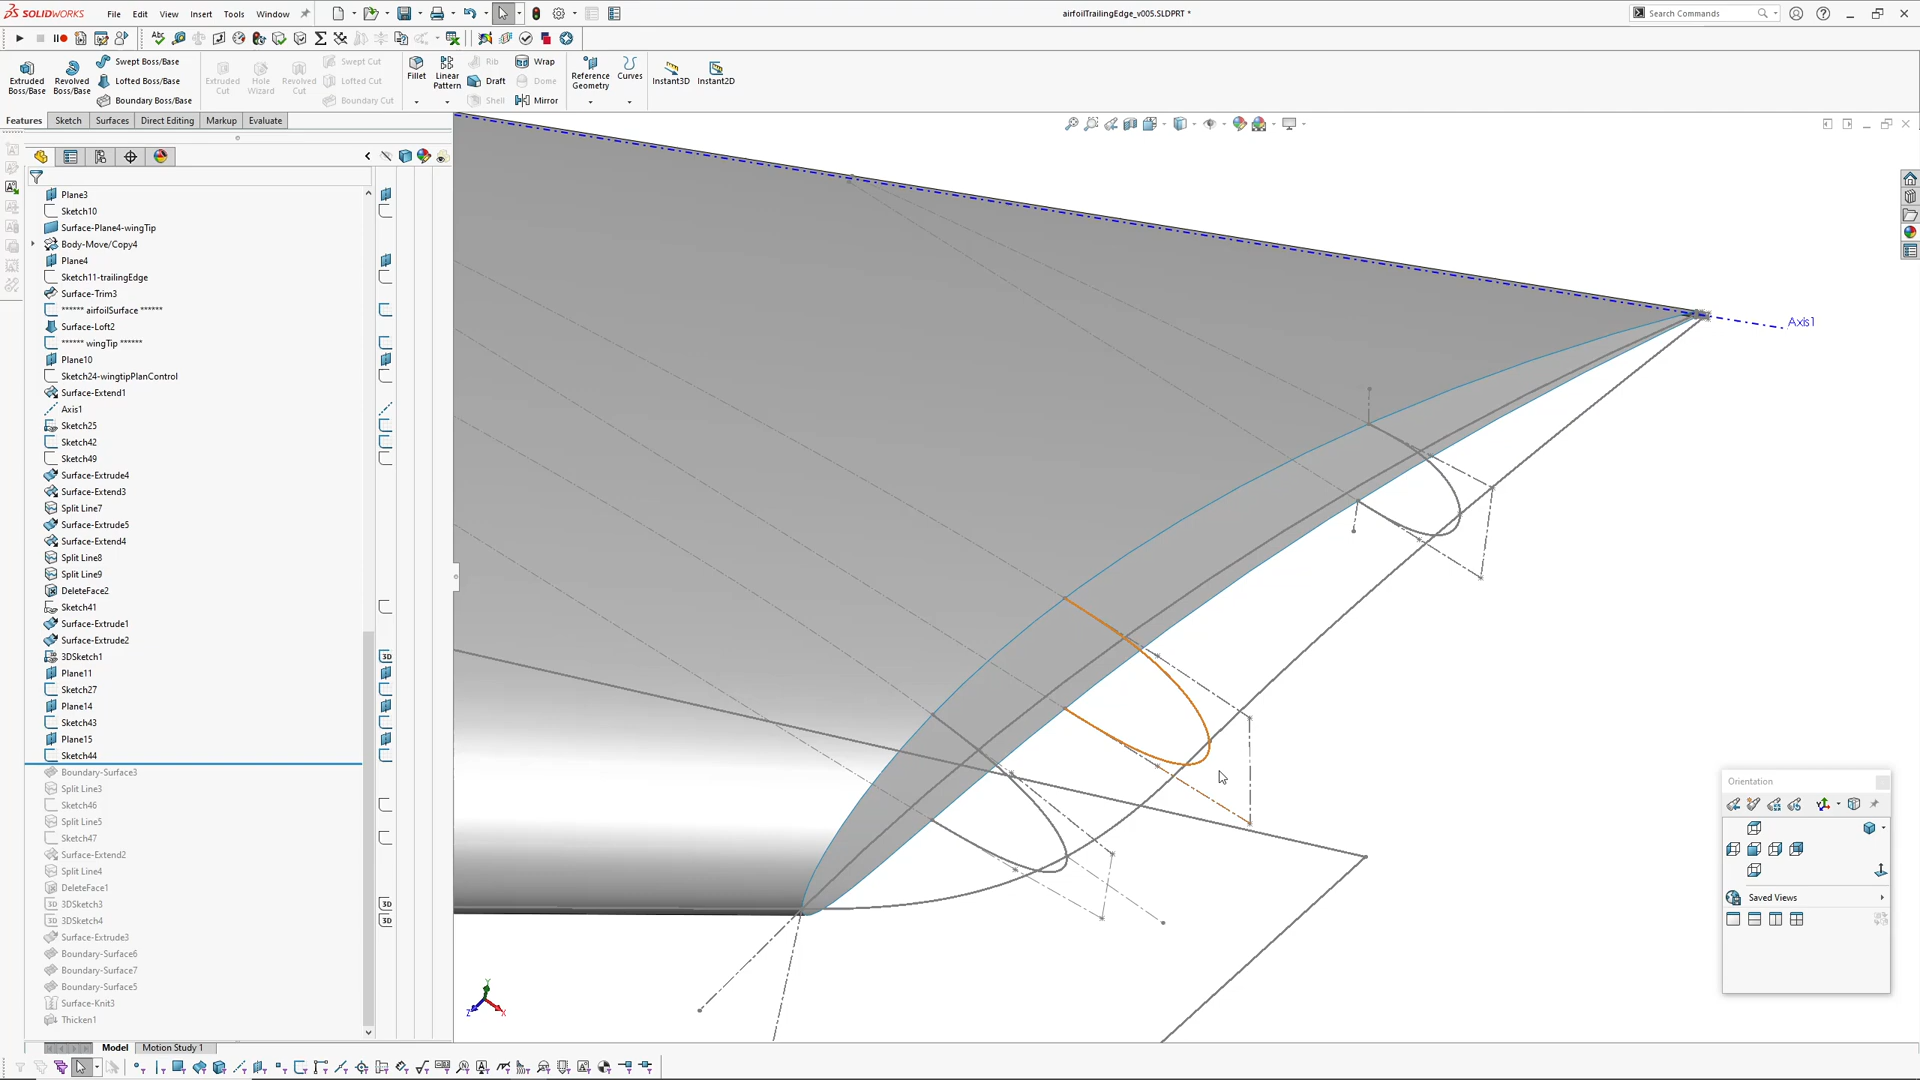 SOLIDWORKS File Edit View Insert Tools Window
airfoilTrailingEdge_v005.SLDPRT *
Search Commands
Extruded Boss/Base
Revolved Boss/Base
Swept Boss/Base
Lofted Boss/Base
Boundary Boss/Base
Extruded Cut
Hole Wizard
Revolved Cut
Swept Cut
Lofted Cut
Boundary Cut
Fillet
Linear Pattern
Rib
Draft
Shell
Wrap
Dome
Mirror
Reference Geometry
Curves
Instant3D
Instant2D
Features Sketch Surfaces Direct Editing Markup Evaluate
Plane3
Sketch10
Surface-Plane4-wingTip
Body-Move/Copy4
Plane4
Sketch11-trailingEdge
Surface-Trim3
****** airfoilSurface ******
Surface-Loft2
****** wingTip ******
Plane10
Sketch24-wingtipPlanControl
Surface-Extend1
Axis1
Sketch25
Sketch42
Sketch49
Surface-Extrude4
Surface-Extend3
Split Line7
Surface-Extrude5
Surface-Extend4
Split Line8
Split Line9
DeleteFace2
Sketch41
Surface-Extrude1
Surface-Extrude2
3DSketch1
Plane11
Sketch27
Plane14
Sketch43
Plane15
Sketch44
Boundary-Surface3
Split Line3
Sketch46
Split Line5
Sketch47
Surface-Extend2
Split Line4
DeleteFace1
3DSketch3
3DSketch4
Surface-Extrude3
Boundary-Surface6
Boundary-Surface7
Boundary-Surface5
Surface-Knit3
Thicken1
Axis1
Orientation
Saved Views
Y
Z
X
Model Motion Study 1